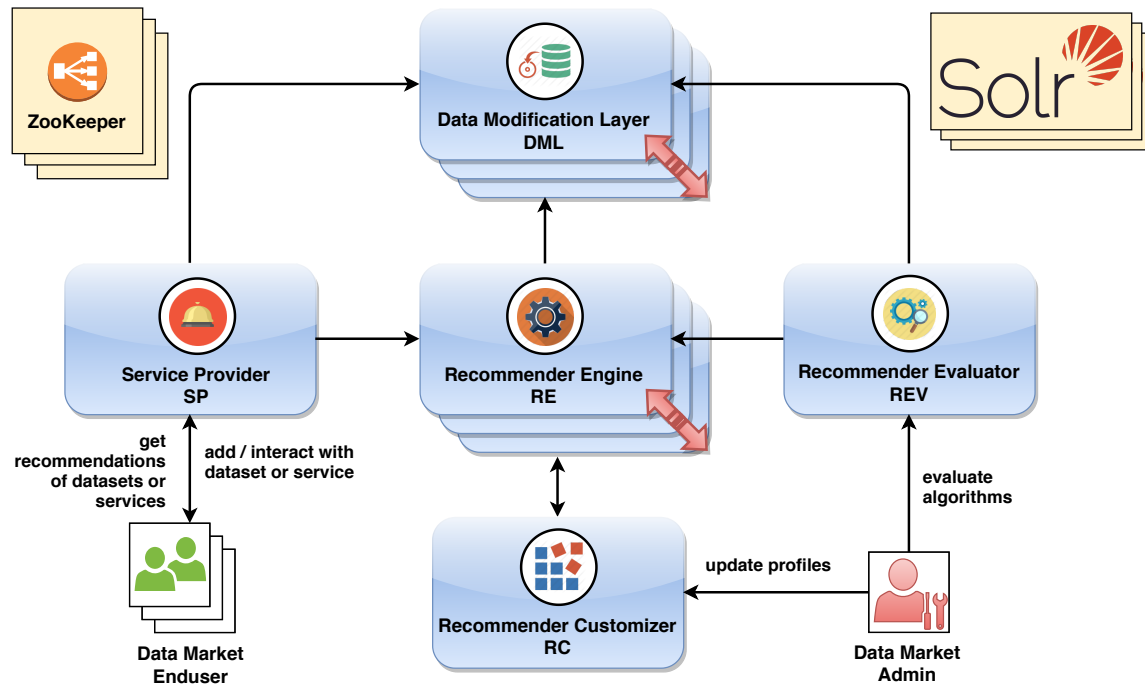 ZooKeeper
Data Modification Layer
DML
Solr
Service Provider
SP
Recommender Engine
RE
Recommender Evaluator
REV
get
recommendations
of datasets or
services
add / interact with
dataset or service
evaluate
algorithms
update profiles
Data Market
Enduser
Recommender Customizer
RC
Data Market
Admin